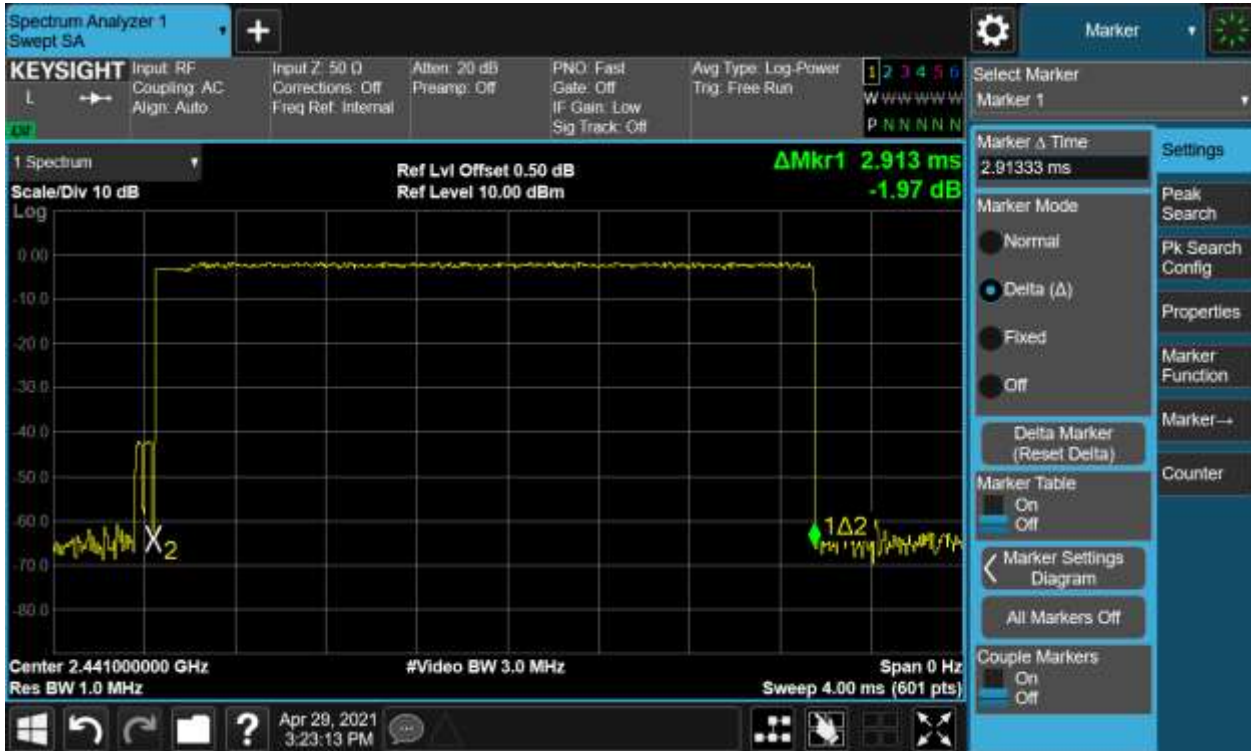 Spectrum Analyzer 1
Swept SA
+
Marker
KEYSIGHT
L
Input: RF
Coupling: AC
Align: Auto
Input Z: 50 Ω
Corrections: Off
Freq Ref: Internal
Atten: 20 dB
Preamp: Off
PNO: Fast
Gate: Off
IF Gain: Low
Sig Track: Off
Avg Type: Log-Power
Trig: Free Run
1 2 3 4 5 6
W W W W W W
P N N N N N
Select Marker
Marker 1
1 Spectrum
Scale/Div 10 dB
Log
Ref Lvl Offset 0.50 dB
Ref Level 10.00 dBm
ΔMkr1 2.913 ms
-1.97 dB
0.00
-10.0
-20.0
-30.0
-40.0
-50.0
-60.0
-70.0
-80.0
X2
1Δ2
Center 2.441000000 GHz
Res BW 1.0 MHz
#Video BW 3.0 MHz
Span 0 Hz
Sweep 4.00 ms (601 pts)
Marker Δ Time
2.91333 ms
Marker Mode
Normal
Delta (Δ)
Fixed
Off
Delta Marker
(Reset Delta)
Marker Table
On
Off
Marker Settings
Diagram
All Markers Off
Couple Markers
On
Off
Settings
Peak
Search
Pk Search
Config
Properties
Marker
Function
Marker→
Counter
?
Apr 29, 2021
3:23:13 PM